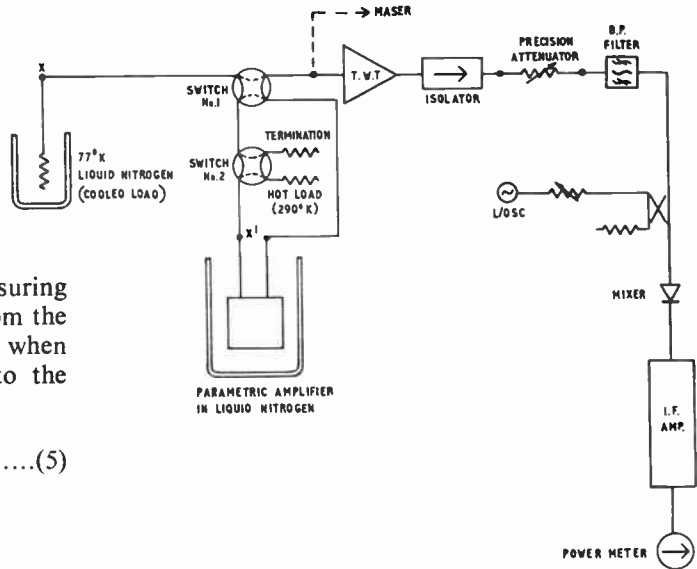 MASER
X
SWITCH
No.1
T.W.T
ISOLATOR
PRECISION
ATTENUATOR
B.P.
FILTER
77°K
LIQUID NITROGEN
(COOLED LOAD)
SWITCH
No.2
TERMINATION
HOT LOAD
(290°K)
X'
L/OSC
MIXER
PARAMETRIC AMPLIFIER
IN LIQUID NITROGEN
I.F.
AMP.
POWER METER
suring
om the
when
to the
....(5)